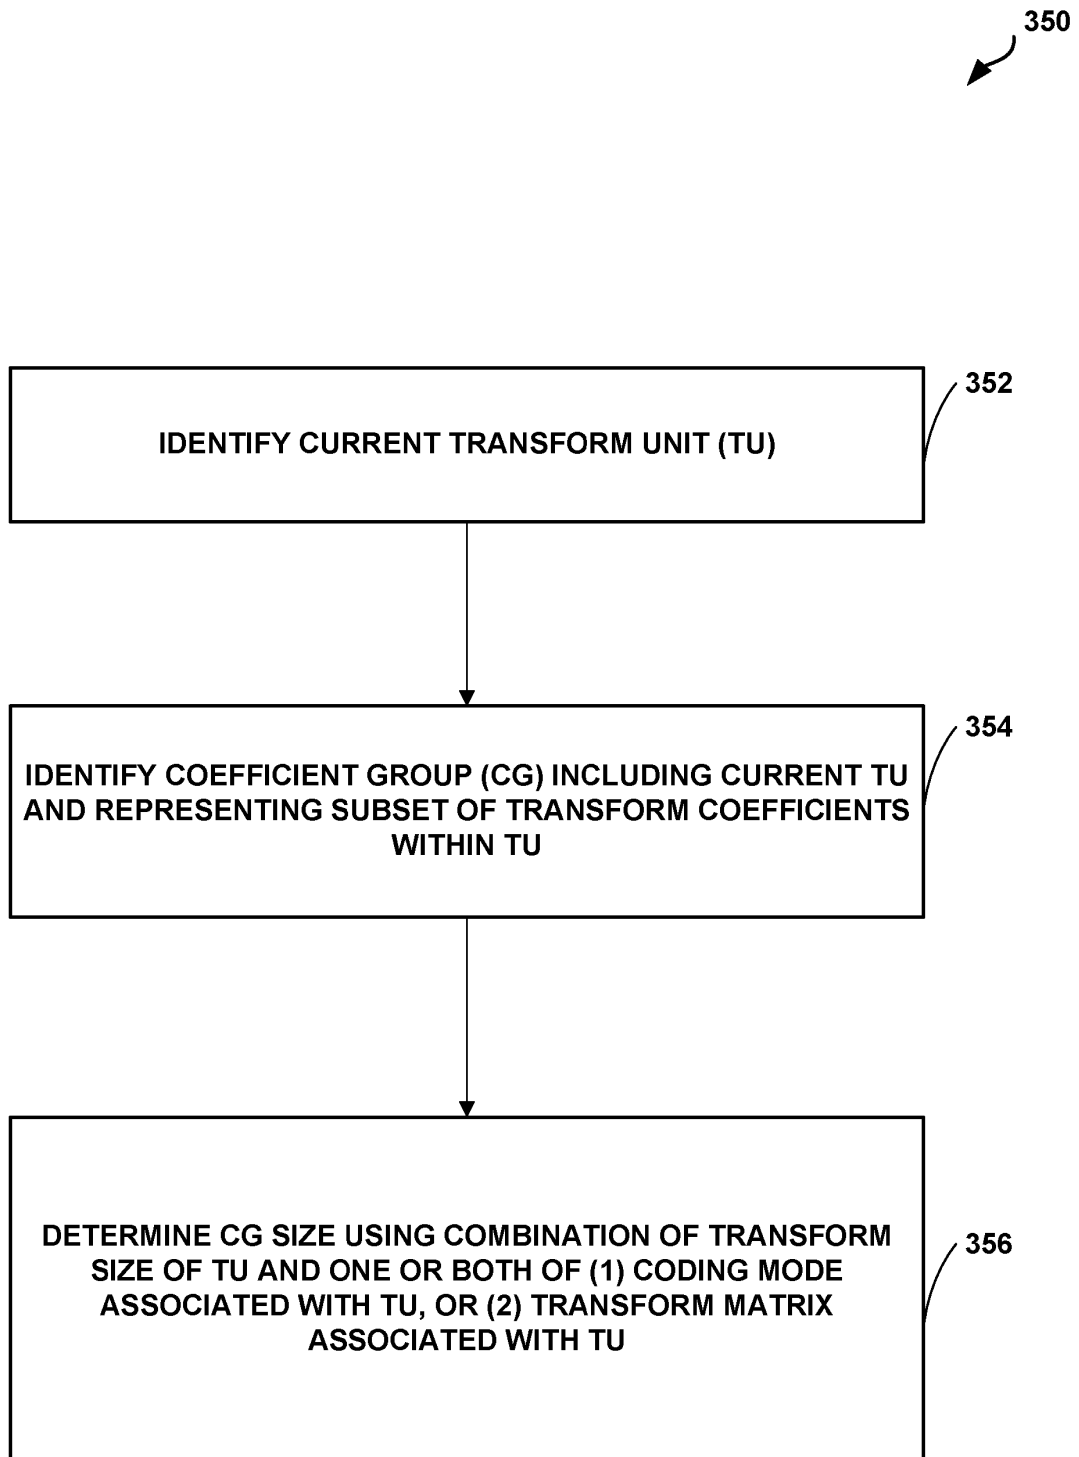 350
IDENTIFY CURRENT TRANSFORM UNIT (TU)
352
IDENTIFY COEFFICIENT GROUP (CG) INCLUDING CURRENT TU
AND REPRESENTING SUBSET OF TRANSFORM COEFFICIENTS
WITHIN TU
354
DETERMINE CG SIZE USING COMBINATION OF TRANSFORM
SIZE OF TU AND ONE OR BOTH OF (1) CODING MODE
ASSOCIATED WITH TU, OR (2) TRANSFORM MATRIX
ASSOCIATED WITH TU
356